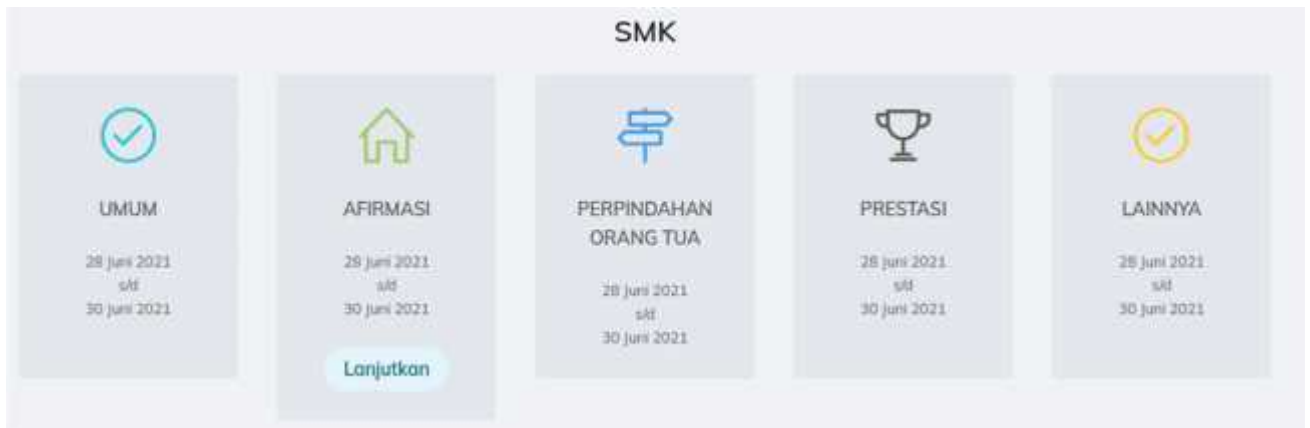 SMK
UMUM
28 Juni 2021
s/d
30 Juni 2021
AFIRMASI
28 Juni 2021
s/d
30 Juni 2021
Lanjutkan
PERPINDAHAN
ORANG TUA
28 Juni 2021
s/d
30 Juni 2021
PRESTASI
28 Juni 2021
s/d
30 Juni 2021
LAINNYA
28 Juni 2021
s/d
30 Juni 2021